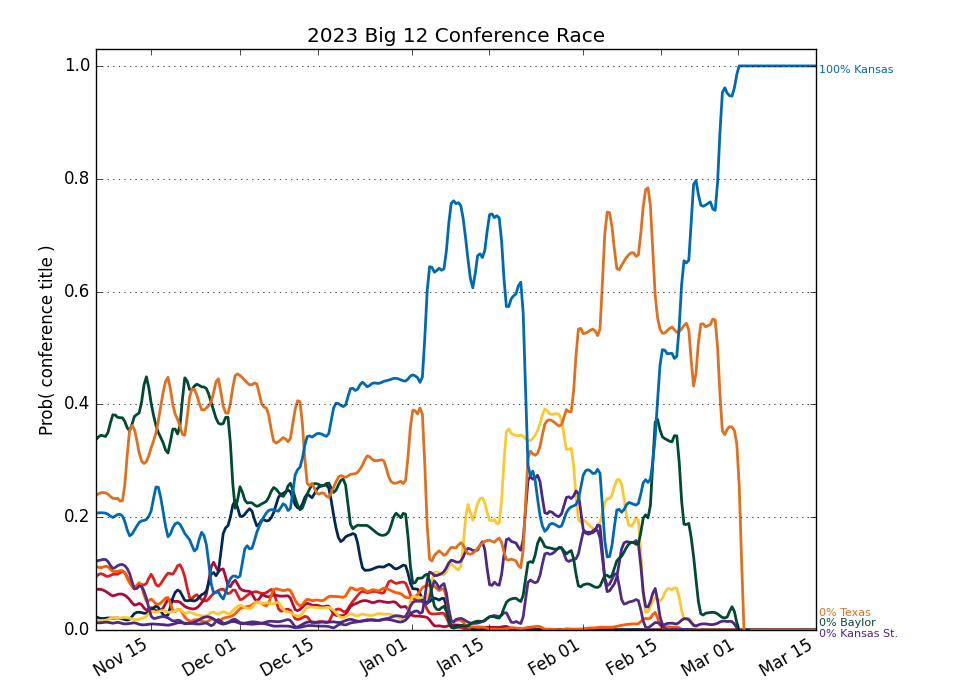 2023 Big 12 Conference Race
Prob( conference title )
1.0
0.8
0.6
0.4
0.2
0.0
Nov 15
Dec 01
Dec 15
Jan 01
Jan 15
Feb 01
Feb 15
Mar 01
Mar 15
100% Kansas
0% Texas
0% Baylor
0% Kansas St.